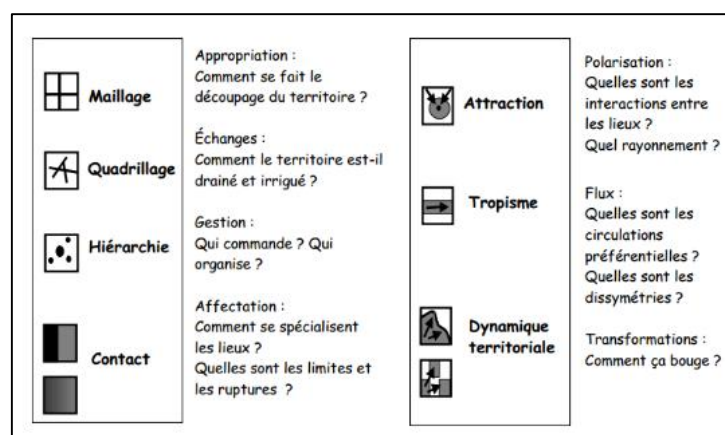 Maillage
Appropriation :
Comment se fait le
découpage du territoire ?
Quadrillage
Échanges :
Comment le territoire est-il
drainé et irrigué ?
Hiérarchie
Gestion :
Qui commande ? Qui
organise ?
Contact
Affectation :
Comment se spécialisent
les lieux ?
Quelles sont les limites et
les ruptures ?
Attraction
Polarisation :
Quelles sont les
interactions entre
les lieux ?
Quel rayonnement ?
Tropisme
Flux :
Quelles sont les
circulations
préférentielles ?
Quelles sont les
dissymétries ?
Dynamique
territoriale
Transformations :
Comment ça bouge ?